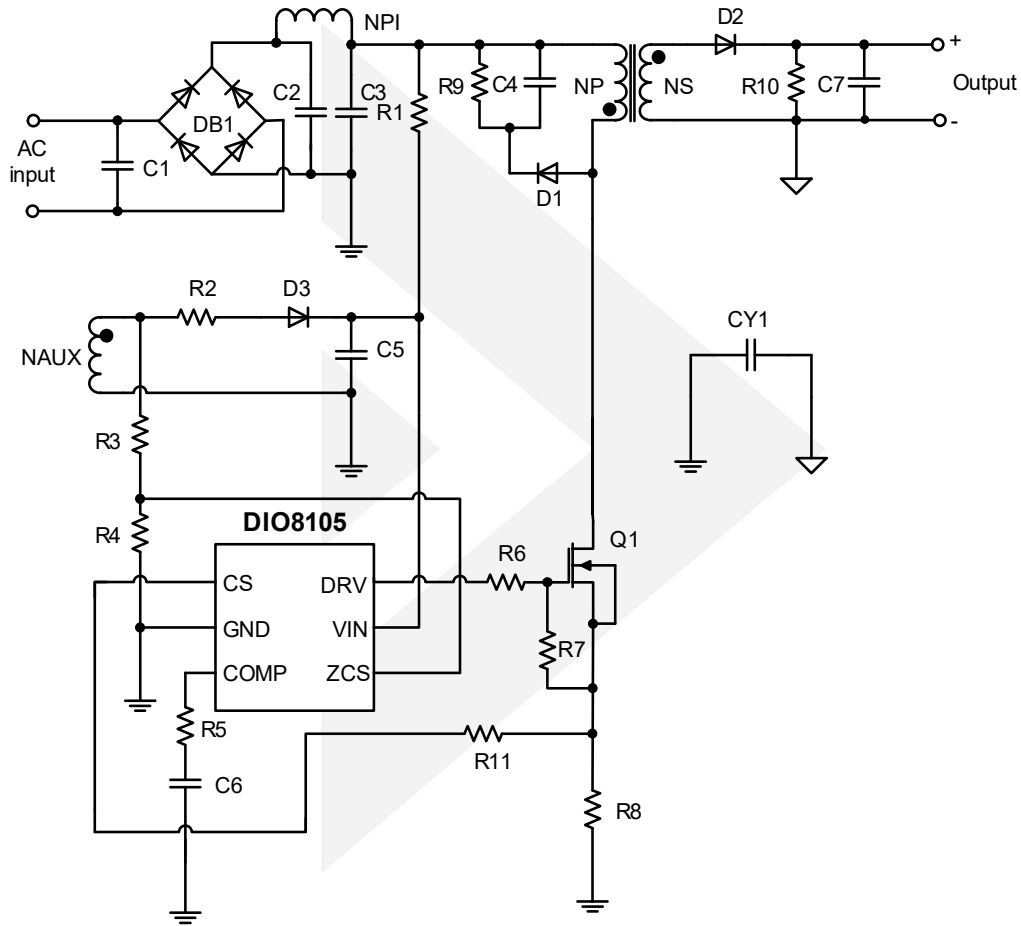 NPI
D2
+
C2
C3
R1
R9
C4
NP
NS
R10
C7
Output
DB1
AC
input
C1
D1
-
R2
D3
CY1
NAUX
C5
R3
R4
DIO8105
Q1
R6
CS
DRV
GND
VIN
R7
COMP
ZCS
R5
R11
C6
R8